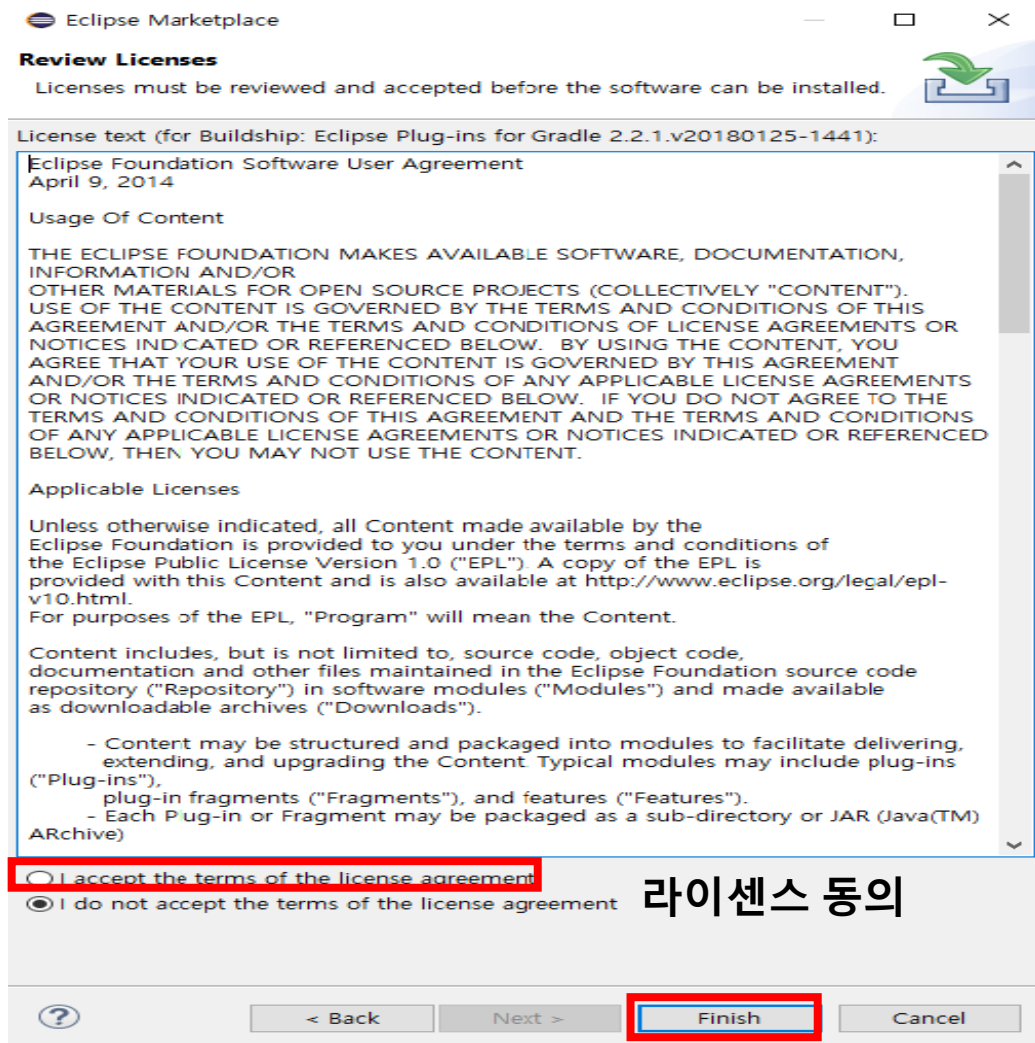 Eclipse Marketplace
Review Licenses
Licenses must be reviewed and accepted before the software can be installed.
License text (for Buildship: Eclipse Plug-ins for Gradle 2.2.1.v20180125-1441):
Eclipse Foundation Software User Agreement
April 9, 2014
Usage Of Content
THE ECLIPSE FOUNDATION MAKES AVAILABLE SOFTWARE, DOCUMENTATION,
INFORMATION AND/OR
OTHER MATERIALS FOR OPEN SOURCE PROJECTS (COLLECTIVELY "CONTENT").
USE OF THE CONTENT IS GOVERNED BY THE TERMS AND CONDITIONS OF THIS
AGREEMENT AND/OR THE TERMS AND CONDITIONS OF LICENSE AGREEMENTS OR
NOTICES INDICATED OR REFERENCED BELOW.  BY USING THE CONTENT, YOU
AGREE THAT YOUR USE OF THE CONTENT IS GOVERNED BY THIS AGREEMENT
AND/OR THE TERMS AND CONDITIONS OF ANY APPLICABLE LICENSE AGREEMENTS
OR NOTICES INDICATED OR REFERENCED BELOW.  IF YOU DO NOT AGREE TO THE
TERMS AND CONDITIONS OF THIS AGREEMENT AND THE TERMS AND CONDITIONS
OF ANY APPLICABLE LICENSE AGREEMENTS OR NOTICES INDICATED OR REFERENCED
BELOW, THEN YOU MAY NOT USE THE CONTENT.
Applicable Licenses
Unless otherwise indicated, all Content made available by the
Eclipse Foundation is provided to you under the terms and conditions of
the Eclipse Public License Version 1.0 ("EPL"). A copy of the EPL is
provided with this Content and is also available at http://www.eclipse.org/legal/epl-
v10.html.
For purposes of the EPL, "Program" will mean the Content.
Content includes, but is not limited to, source code, object code,
documentation and other files maintained in the Eclipse Foundation source code
repository ("Repository") in software modules ("Modules") and made available
as downloadable archives ("Downloads").
- Content may be structured and packaged into modules to facilitate delivering,
extending, and upgrading the Content. Typical modules may include plug-ins
("Plug-ins"),
plug-in fragments ("Fragments"), and features ("Features").
- Each Plug-in or Fragment may be packaged as a sub-directory or JAR (Java(TM)
ARchive)
I accept the terms of the license agreement
I do not accept the terms of the license agreement
라이센스 동의
? < Back Next > Finish Cancel